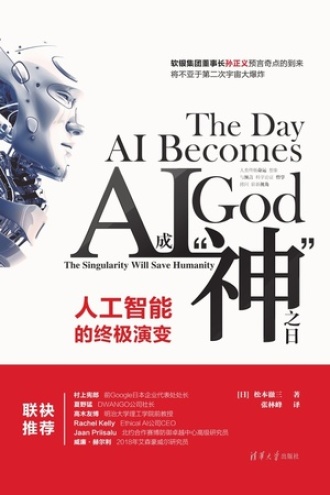 软银集团董事长孙正义预言奇点的到来
将不亚于第二次宇宙大爆炸
The Day
AI Becomes
God
AI成“神”之日
The Singularity Will Save Humanity
人工智能
的终极演变
联袂
推荐
村上宪郎 前Google日本企业代表处处长
夏野猛 DWANGO公司社长
高木友博 明治大学理工学院前教授
Rachel Kelly Ethical AI公司CEO
Jaan Priisalu 北约合作赛博防御卓越中心高级研究员
威廉·赫尔利 2018年艾森豪威尔研究员
[日] 松本徹三 著
张林峰 译
清华大学出版社